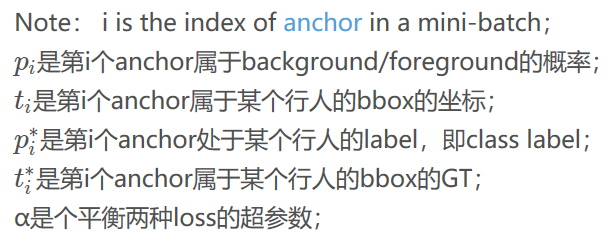 Note： i is the index of anchor in a mini-batch；
pᵢ是第i个anchor属于background/foreground的概率；
tᵢ是第i个anchor属于某个行人的bbox的坐标；
pᵢ*是第i个anchor处于某个行人的label，即class label；
tᵢ*是第i个anchor属于某个行人的bbox的GT；
α是个平衡两种loss的超参数；